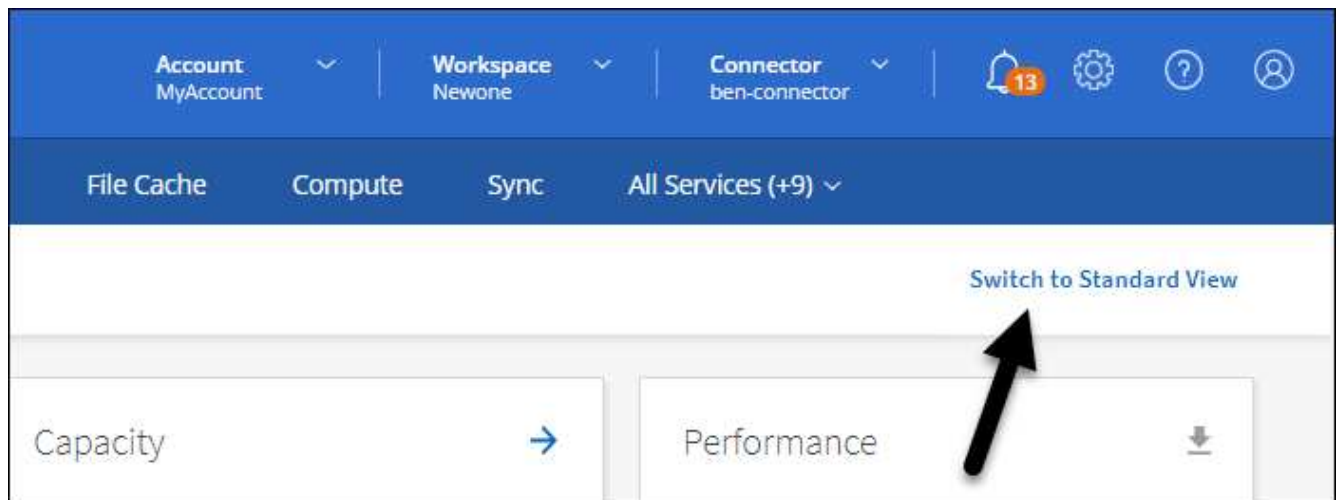 Account Workspace Connector
MyAccount Newone ben-connector 13 ?
File Cache Compute Sync All Services (+9)
Switch to Standard View
Capacity Performance